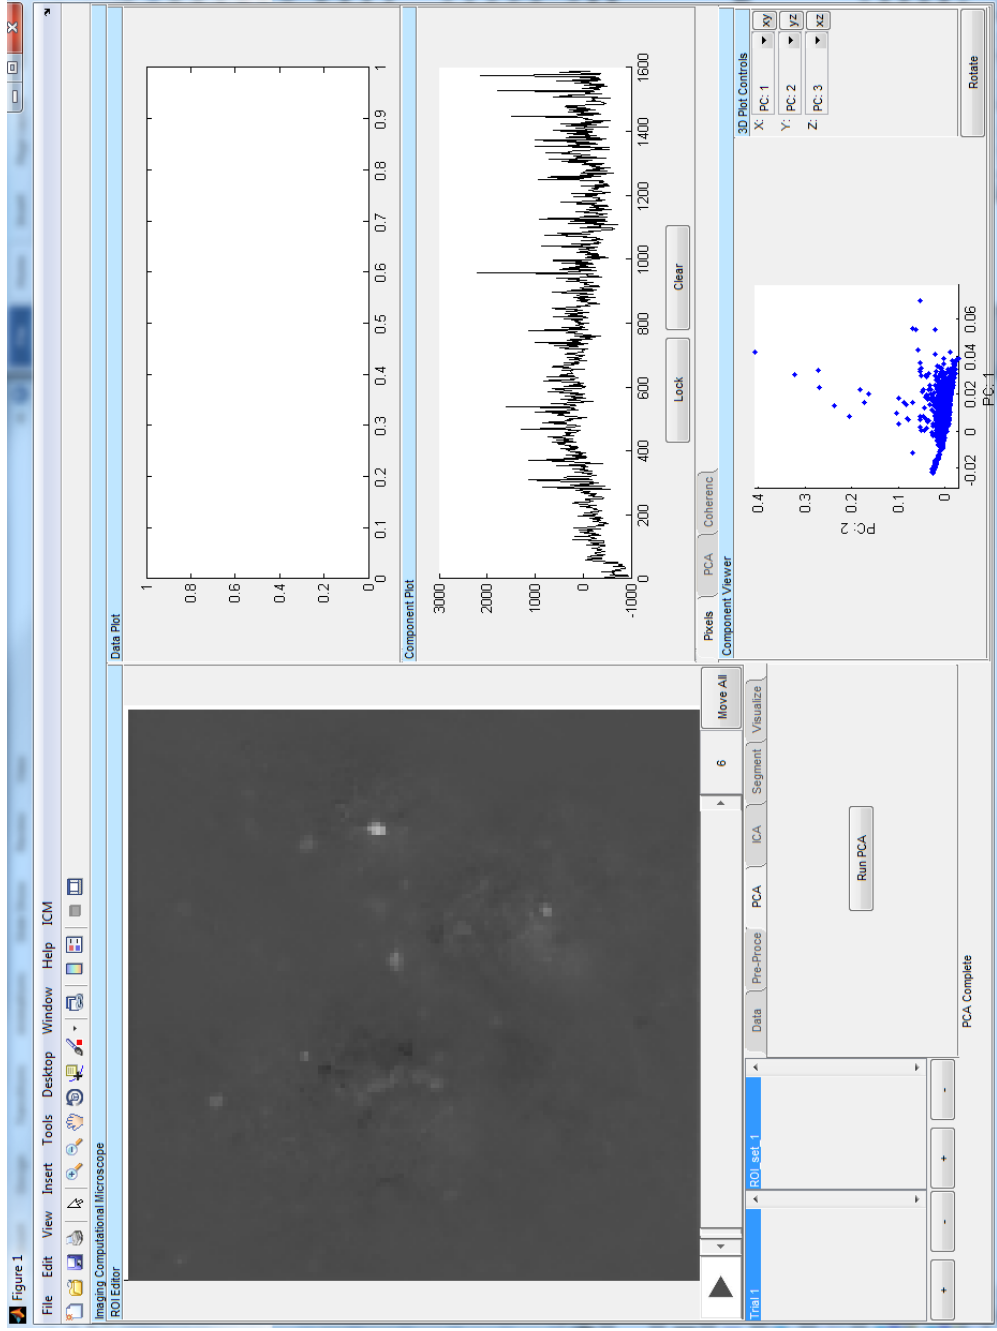 Figure 1
File Edit View Insert Tools Desktop Window Help ICM
Imaging Computational Microscope
ROI Editor
Data Plot
1
0.8
0.6
0.4
0.2
0
0 0.1 0.2 0.3 0.4 0.5 0.6 0.7 0.8 0.9 1
Component Plot
3000
2000
1000
0
-1000
0 200 400 600 800 1000 1200 1400 1600
Lock Clear
6 Move All
Pixels PCA Coherenc
Trial 1
ROI_set_1
+ - + -
Data Pre-Proce PCA ICA Segment Visualize
Run PCA
PCA Complete
Component Viewer
0.4
0.3
0.2
0.1
0
PC: 2
-0.02 0 0.02 0.04 0.06
PC: 1
3D Plot Controls
X: PC: 1 xy
Y: PC: 2 yz
Z: PC: 3 xz
Rotate